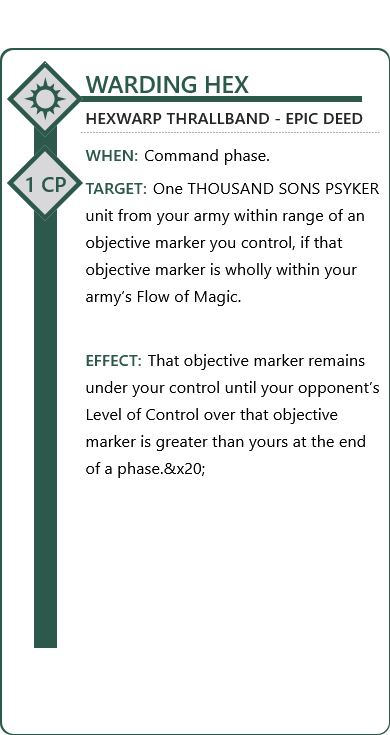 WARDING HEX
HEXWARP THRALLBAND - EPIC DEED
WHEN: Command phase.
1 CP
TARGET: One THOUSAND SONS PSYKER
unit from your army within range of an
objective marker you control, if that
objective marker is wholly within your
army’s Flow of Magic.
EFFECT: That objective marker remains
under your control until your opponent’s
Level of Control over that objective
marker is greater than yours at the end
of a phase.&x20;